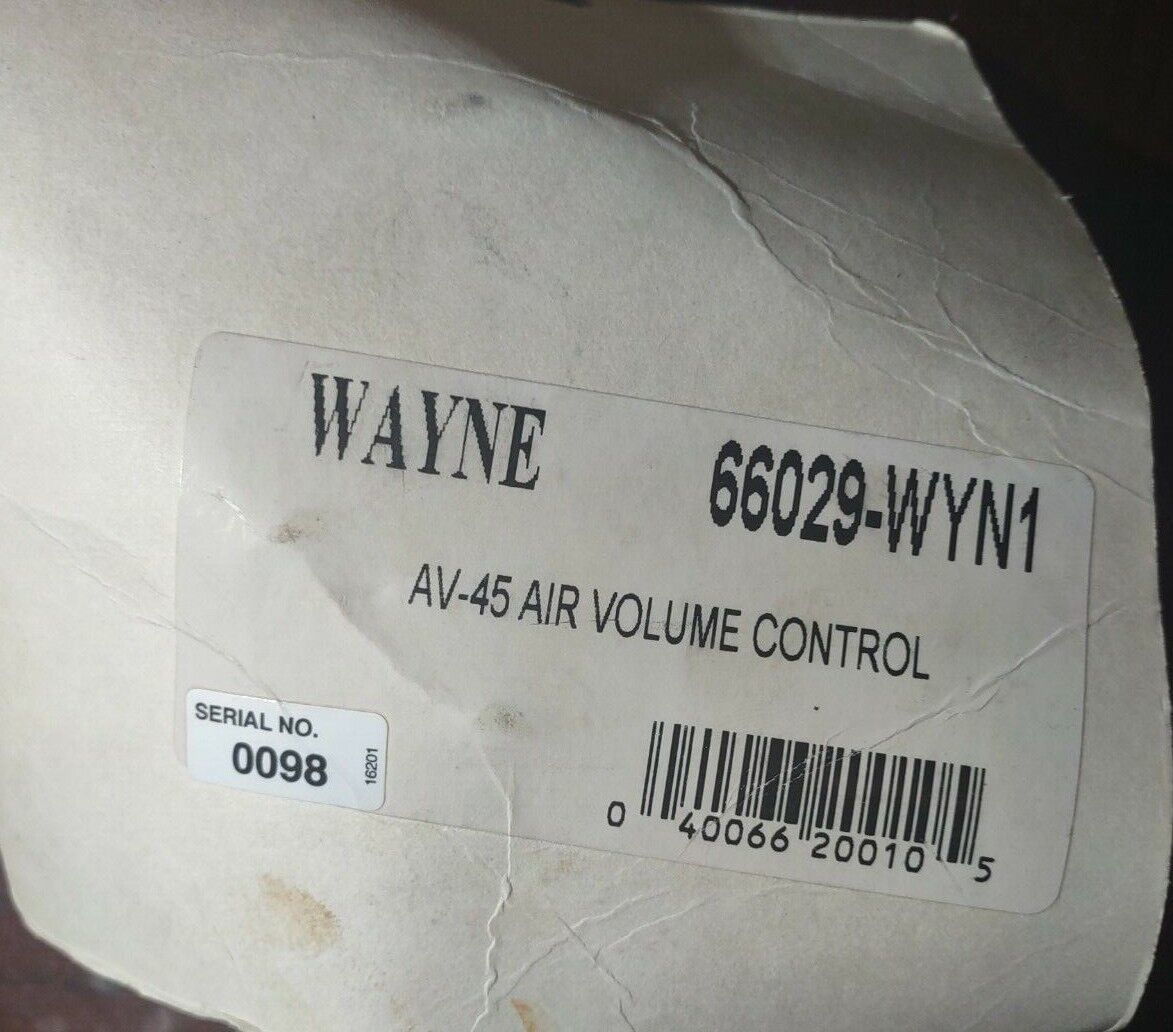 WAYNE
66029-WYN1
AV-45 AIR VOLUME CONTROL
SERIAL NO.
0098
16201
0 40066 20010 5